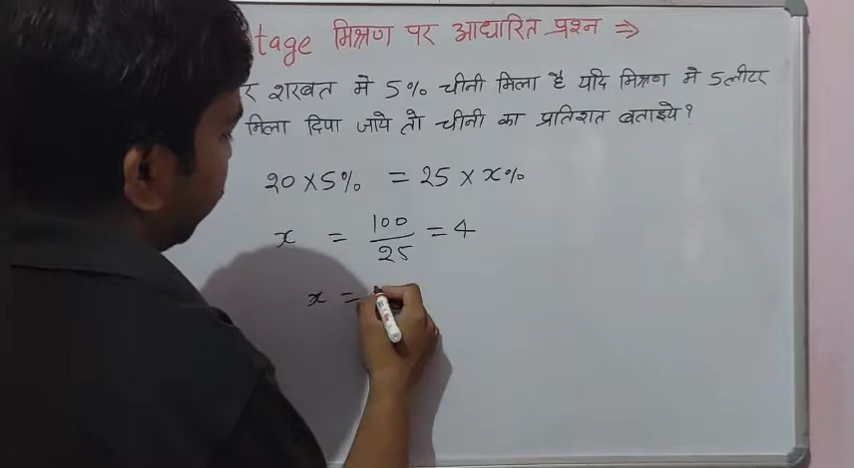 tage मिश्रण पर आधारित प्रश्न ⇒
र शरबत मे 5% चीनी मिला है यदि मिश्रण मे 5 लीटर
मिला दिया जाये तो चीनी का प्रतिशत बताइये?
20 × 5% = 25 × x%
x = 100/25 = 4
x =